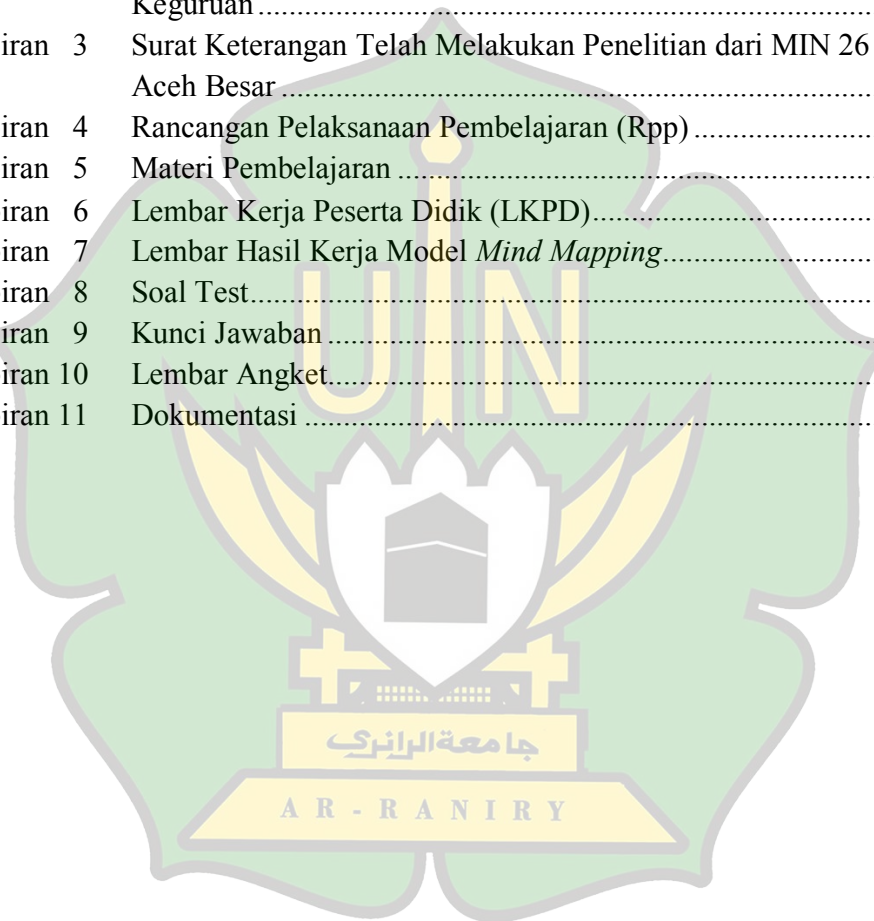 Keguruan
iran 3 Surat Keterangan Telah Melakukan Penelitian dari MIN 26
Aceh Besar
iran 4 Rancangan Pelaksanaan Pembelajaran (Rpp)
iran 5 Materi Pembelajaran
iran 6 Lembar Kerja Peserta Didik (LKPD)
iran 7 Lembar Hasil Kerja Model Mind Mapping
iran 8 Soal Test
iran 9 Kunci Jawaban
iran 10 Lembar Angket
iran 11 Dokumentasi
UIN
جامعةالرانري
AR-RANIRY